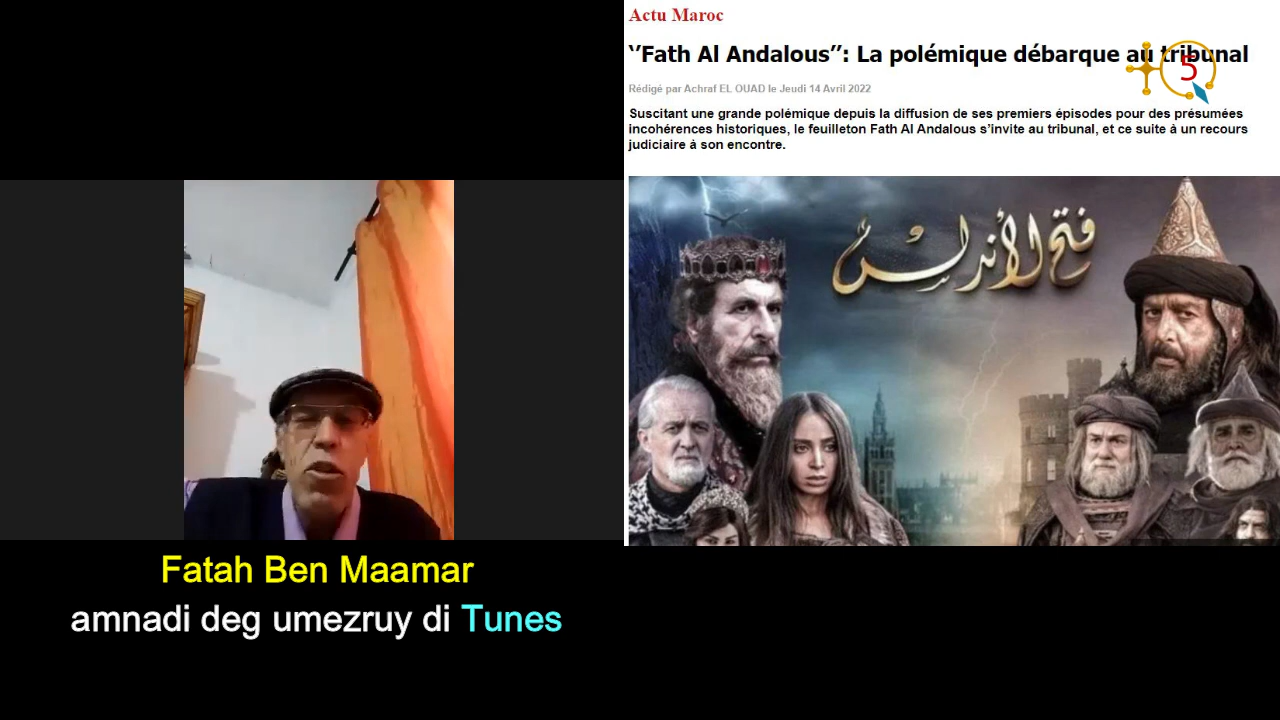 Actu Maroc
‘’Fath Al Andalous’’: La polémique débarque au tribunal
5
Rédigé par Achraf EL OUAD le Jeudi 14 Avril 2022
Suscitant une grande polémique depuis la diffusion de ses premiers épisodes pour des présumées
incohérences historiques, le feuilleton Fath Al Andalous s’invite au tribunal, et ce suite à un recours
judiciaire à son encontre.
فتح الأندلس
Fatah Ben Maamar
amnadi deg umezruy di Tunes